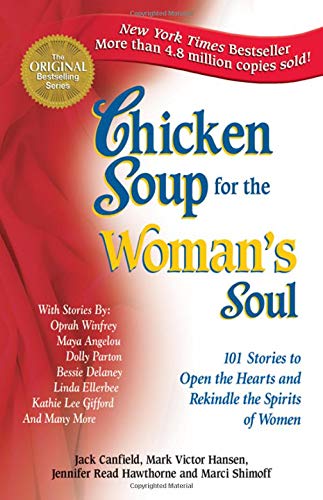 The
ORIGINAL
Bestselling
Series
New York Times Bestseller
More than 4.8 million copies sold!
Chicken
Soup for the
Woman's
Soul
With Stories By:
Oprah Winfrey
Maya Angelou
Dolly Parton
Bessie Delaney
Linda Ellerbee
Kathie Lee Gifford
And Many More
101 Stories to
Open the Hearts and
Rekindle the Spirits
of Women
Jack Canfield, Mark Victor Hansen,
Jennifer Read Hawthorne and Marci Shimoff
Copyrighted Material